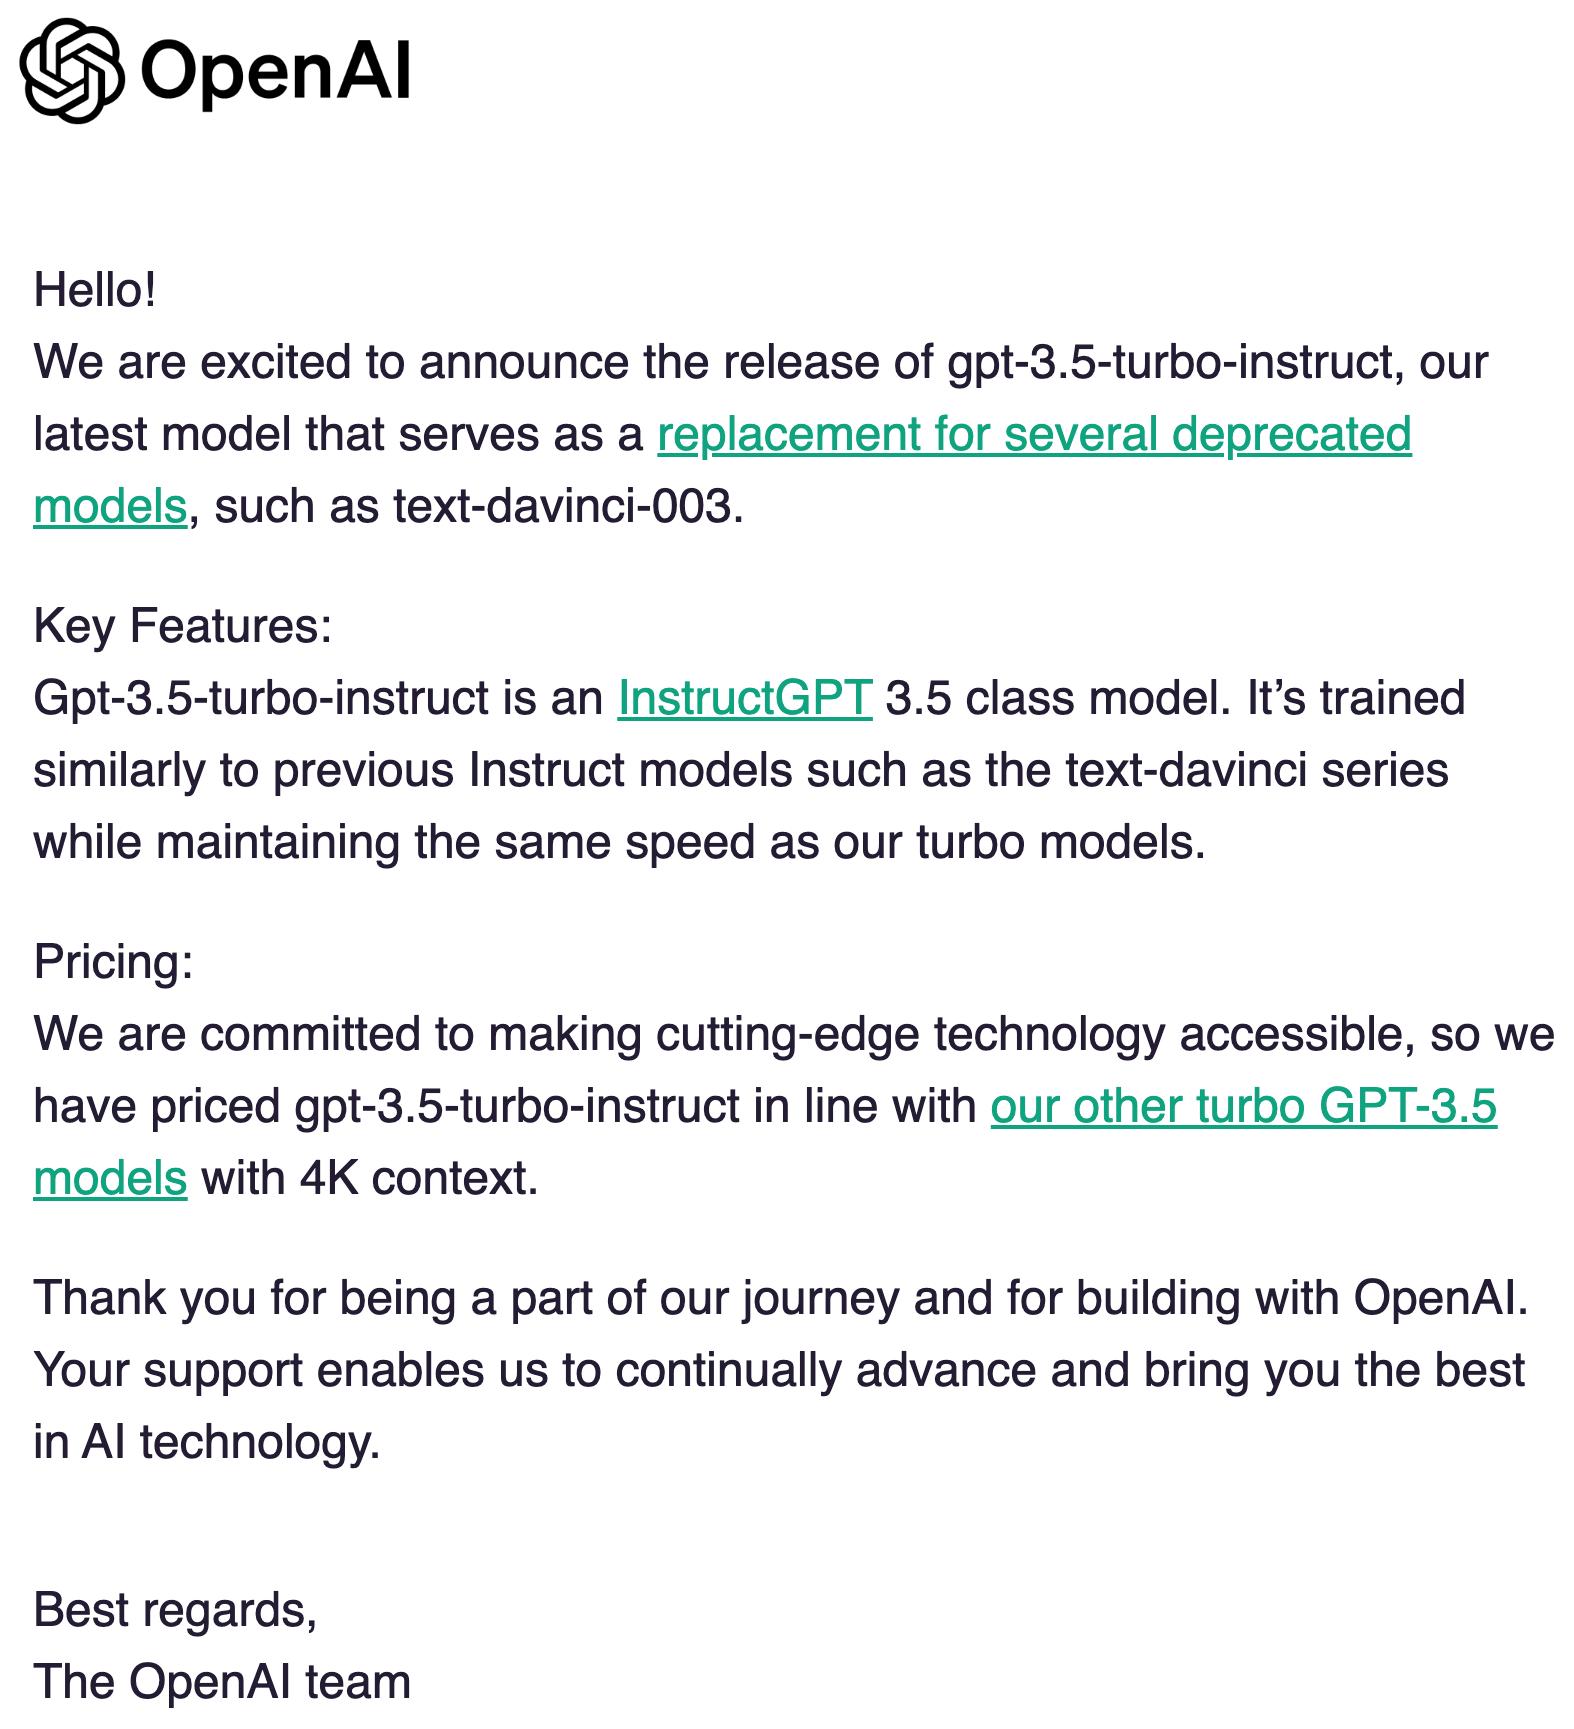 OpenAI
Hello!
We are excited to announce the release of gpt-3.5-turbo-instruct, our
latest model that serves as a replacement for several deprecated
models, such as text-davinci-003.
Key Features:
Gpt-3.5-turbo-instruct is an InstructGPT 3.5 class model. It’s trained
similarly to previous Instruct models such as the text-davinci series
while maintaining the same speed as our turbo models.
Pricing:
We are committed to making cutting-edge technology accessible, so we
have priced gpt-3.5-turbo-instruct in line with our other turbo GPT-3.5
models with 4K context.
Thank you for being a part of our journey and for building with OpenAI.
Your support enables us to continually advance and bring you the best
in AI technology.
Best regards,
The OpenAI team